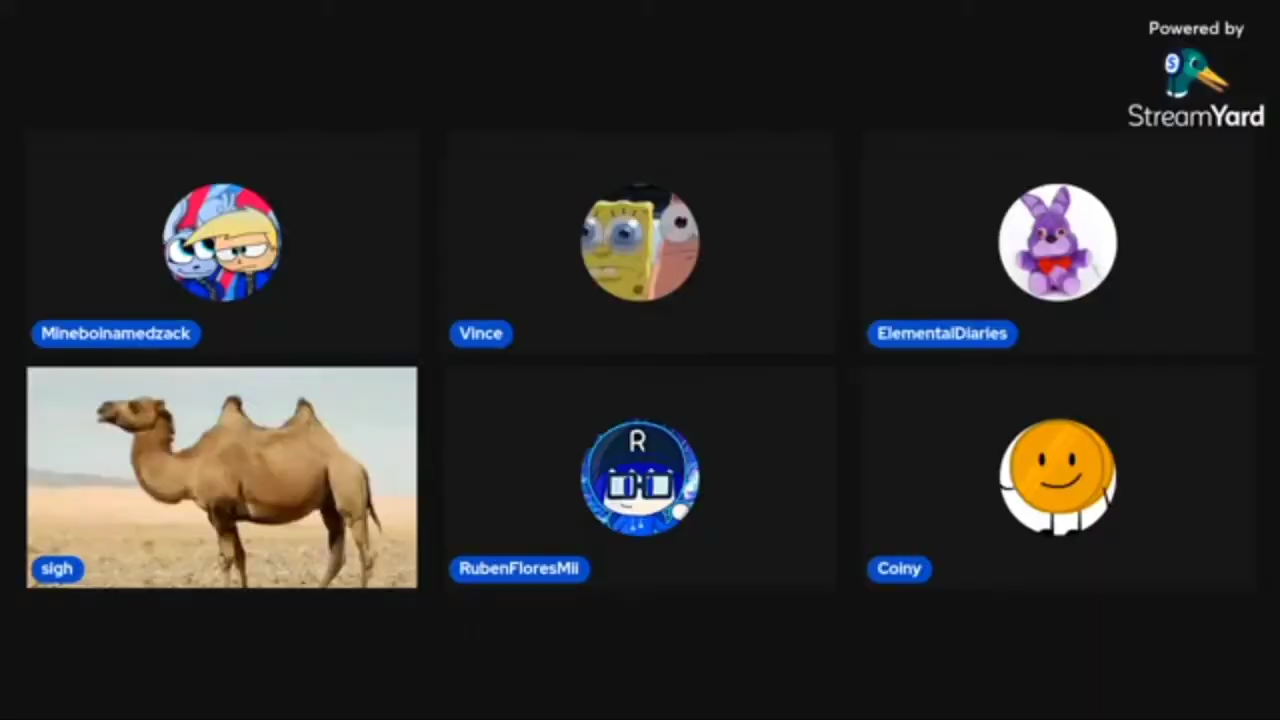 Powered by
StreamYard
Mineboinamedzack
Vince
ElementalDiaries
sigh
R
RubenFloresMii
Coiny